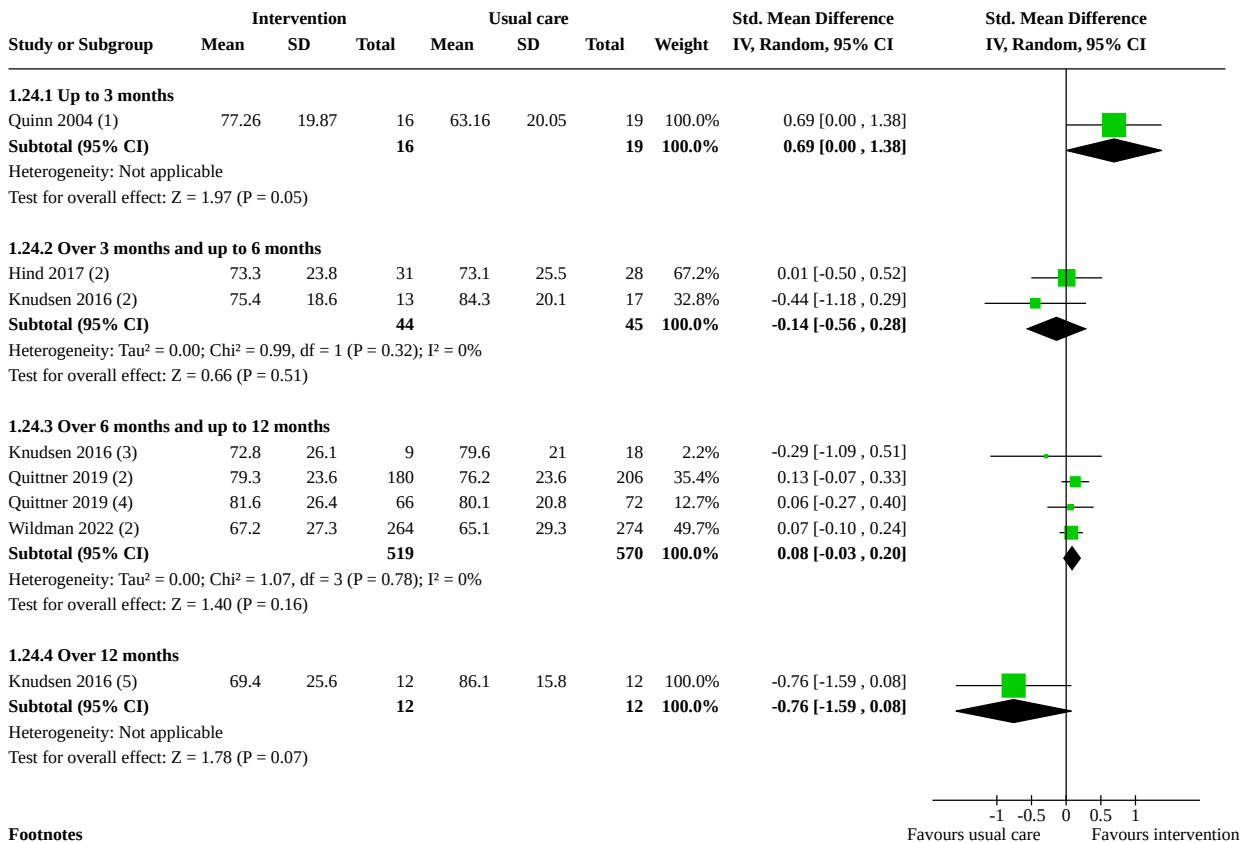 Intervention Usual care Std. Mean Difference Std. Mean Difference
Study or Subgroup Mean SD Total Mean SD Total Weight IV, Random, 95% CI IV, Random, 95% CI
1.24.1 Up to 3 months
Quinn 2004 (1) 77.26 19.87 16 63.16 20.05 19 100.0% 0.69 [0.00 , 1.38]
Subtotal (95% CI) 16 19 100.0% 0.69 [0.00 , 1.38]
Heterogeneity: Not applicable
Test for overall effect: Z = 1.97 (P = 0.05)
1.24.2 Over 3 months and up to 6 months
Hind 2017 (2) 73.3 23.8 31 73.1 25.5 28 67.2% 0.01 [-0.50 , 0.52]
Knudsen 2016 (2) 75.4 18.6 13 84.3 20.1 17 32.8% -0.44 [-1.18 , 0.29]
Subtotal (95% CI) 44 45 100.0% -0.14 [-0.56 , 0.28]
Heterogeneity: Tau² = 0.00; Chi² = 0.99, df = 1 (P = 0.32); I² = 0%
Test for overall effect: Z = 0.66 (P = 0.51)
1.24.3 Over 6 months and up to 12 months
Knudsen 2016 (3) 72.8 26.1 9 79.6 21 18 2.2% -0.29 [-1.09 , 0.51]
Quittner 2019 (2) 79.3 23.6 180 76.2 23.6 206 35.4% 0.13 [-0.07 , 0.33]
Quittner 2019 (4) 81.6 26.4 66 80.1 20.8 72 12.7% 0.06 [-0.27 , 0.40]
Wildman 2022 (2) 67.2 27.3 264 65.1 29.3 274 49.7% 0.07 [-0.10 , 0.24]
Subtotal (95% CI) 519 570 100.0% 0.08 [-0.03 , 0.20]
Heterogeneity: Tau² = 0.00; Chi² = 1.07, df = 3 (P = 0.78); I² = 0%
Test for overall effect: Z = 1.40 (P = 0.16)
1.24.4 Over 12 months
Knudsen 2016 (5) 69.4 25.6 12 86.1 15.8 12 100.0% -0.76 [-1.59 , 0.08]
Subtotal (95% CI) 12 12 100.0% -0.76 [-1.59 , 0.08]
Heterogeneity: Not applicable
Test for overall effect: Z = 1.78 (P = 0.07)
-1 -0.5 0 0.5 1
Footnotes Favours usual care Favours intervention